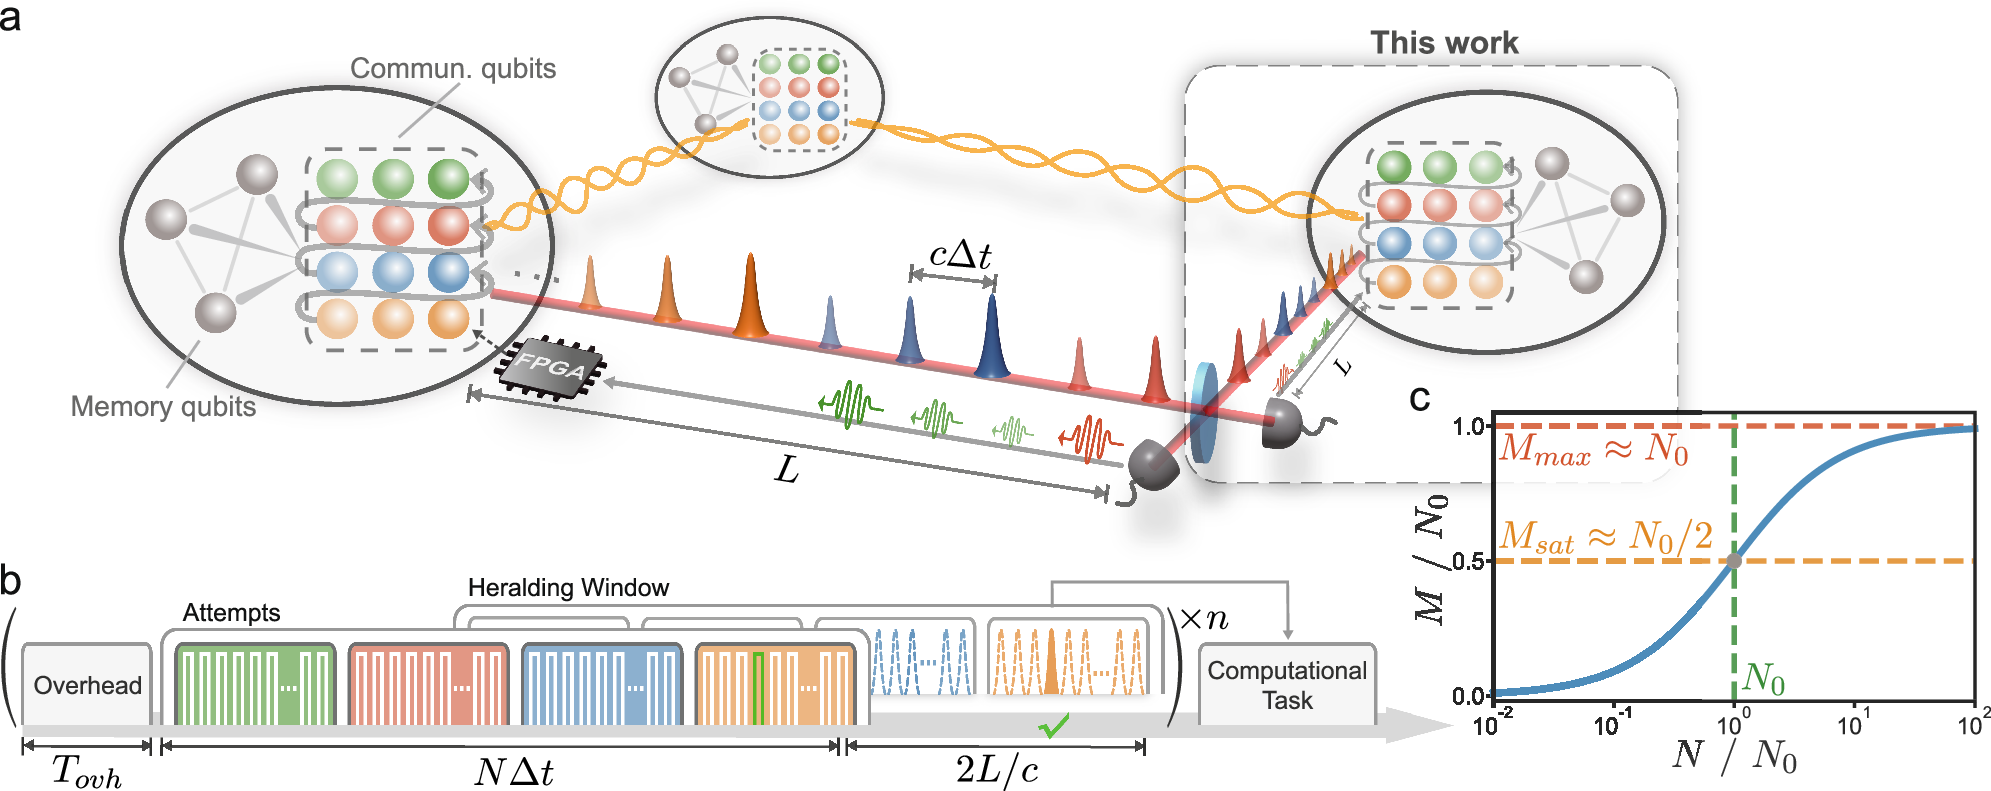 a
Commun. qubits
Memory qubits
This work
cΔt
FPGA
L
L
c
1.0
0.5
0.0
M_max ≈ N_0
M_sat ≈ N_0/2
N_0
M / N_0
10^-2
10^-1
10^0
10^1
10^2
N / N_0
b
Heralding Window
Attempts
Overhead
...
...
...
...
...
...
×n
Computational
Task
T_ovh
NΔt
2L/c